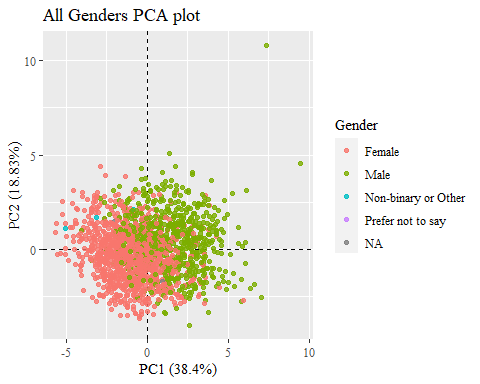 All Genders PCA plot
PC2 (18.83%)
10
5
0
-5
0
5
10
PC1 (38.4%)
Gender
Female
Male
Non-binary or Other
Prefer not to say
NA